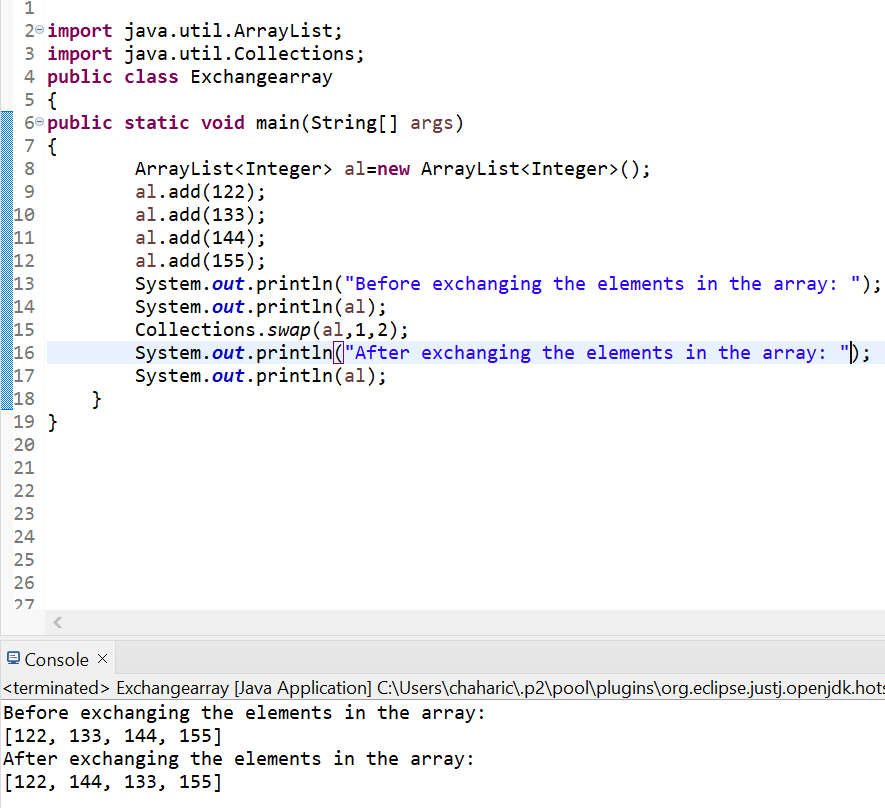 1
2 import java.util.ArrayList;
3 import java.util.Collections;
4 public class Exchangearray
5 {
6 public static void main(String[] args)
7 {
8 ArrayList<Integer> al=new ArrayList<Integer>();
9 al.add(122);
10 al.add(133);
11 al.add(144);
12 al.add(155);
13 System.out.println("Before exchanging the elements in the array: ");
14 System.out.println(al);
15 Collections.swap(al,1,2);
16 System.out.println("After exchanging the elements in the array: ");
17 System.out.println(al);
18 }
19 }
20
21
22
23
24
25
26
27
Console
<terminated> Exchangearray [Java Application] C:\Users\chaharic\.p2\pool\plugins\org.eclipse.justj.openjdk.hots
Before exchanging the elements in the array:
[122, 133, 144, 155]
After exchanging the elements in the array:
[122, 144, 133, 155]